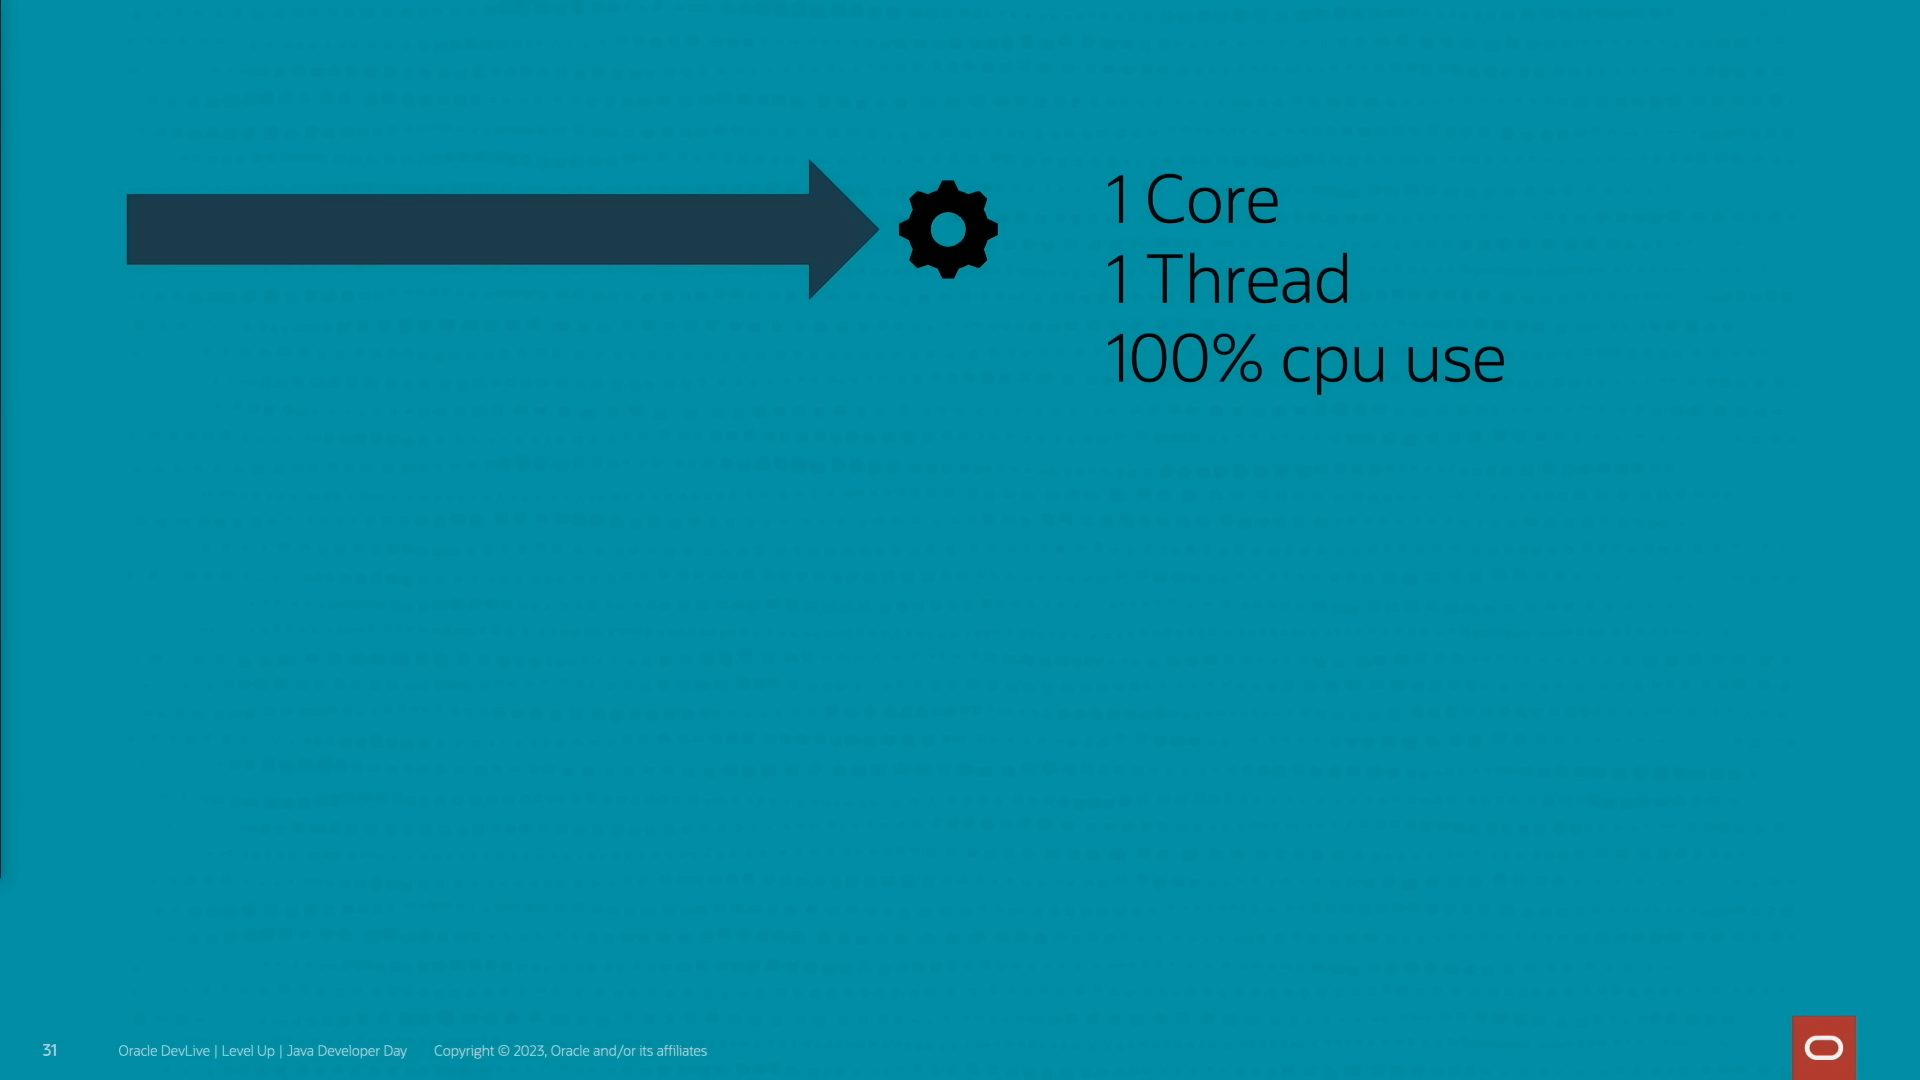 1 Core
1 Thread
100% cpu use
31 Oracle DevLive | Level Up | Java Developer Day Copyright © 2023, Oracle and/or its affiliates